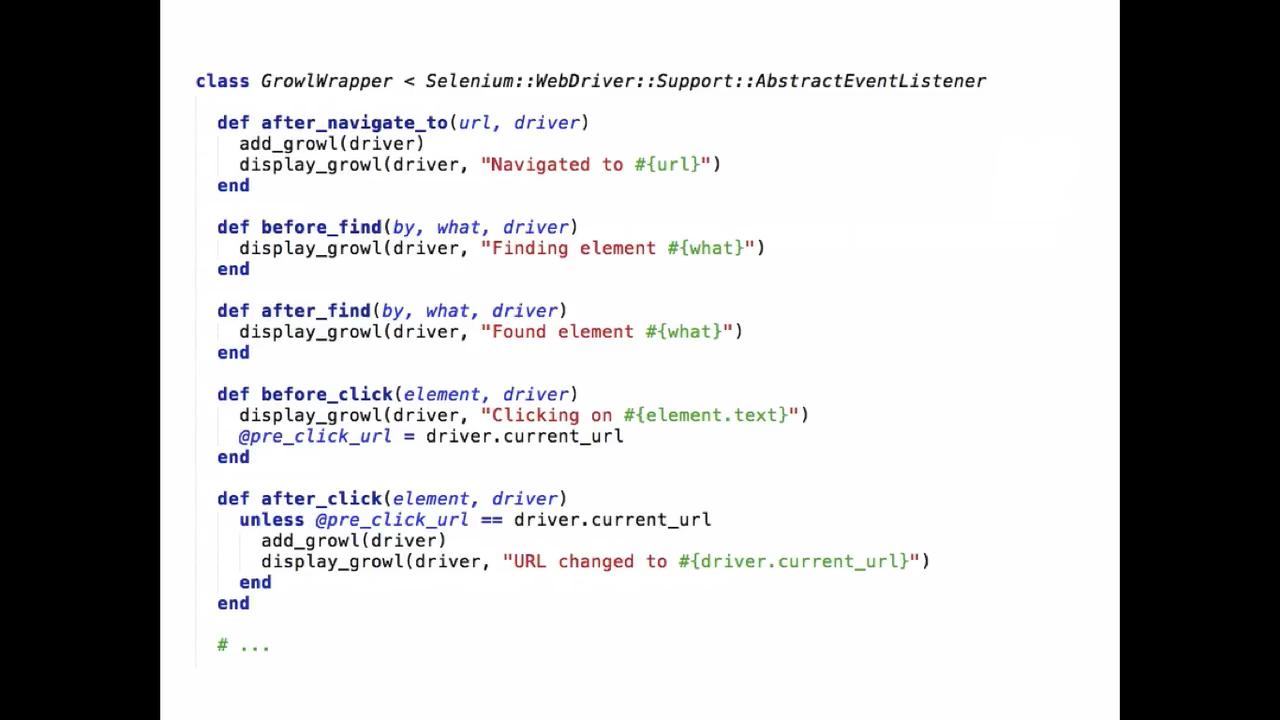 class GrowlWrapper < Selenium::WebDriver::Support::AbstractEventListener
def after_navigate_to(url, driver)
add_growl(driver)
display_growl(driver, "Navigated to #{url}")
end
def before_find(by, what, driver)
display_growl(driver, "Finding element #{what}")
end
def after_find(by, what, driver)
display_growl(driver, "Found element #{what}")
end
def before_click(element, driver)
display_growl(driver, "Clicking on #{element.text}")
@pre_click_url = driver.current_url
end
def after_click(element, driver)
unless @pre_click_url == driver.current_url
add_growl(driver)
display_growl(driver, "URL changed to #{driver.current_url}")
end
end
# ...